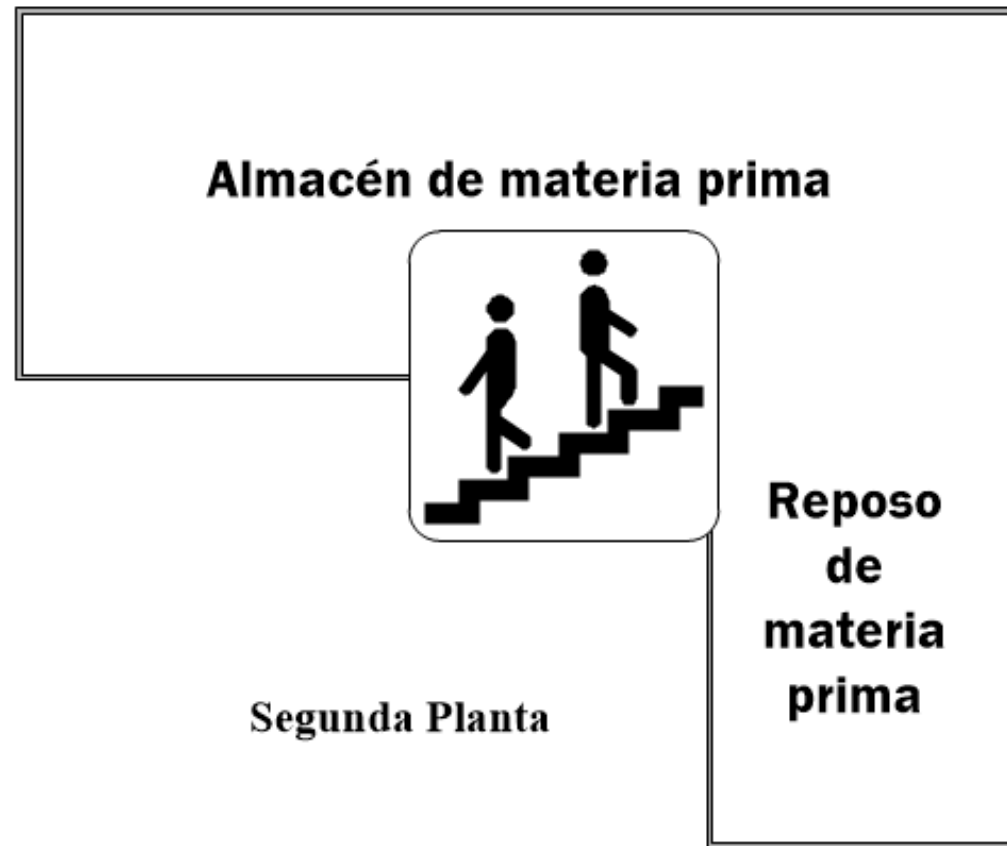 Almacén de materia prima
Reposo
de
materia
prima
Segunda Planta